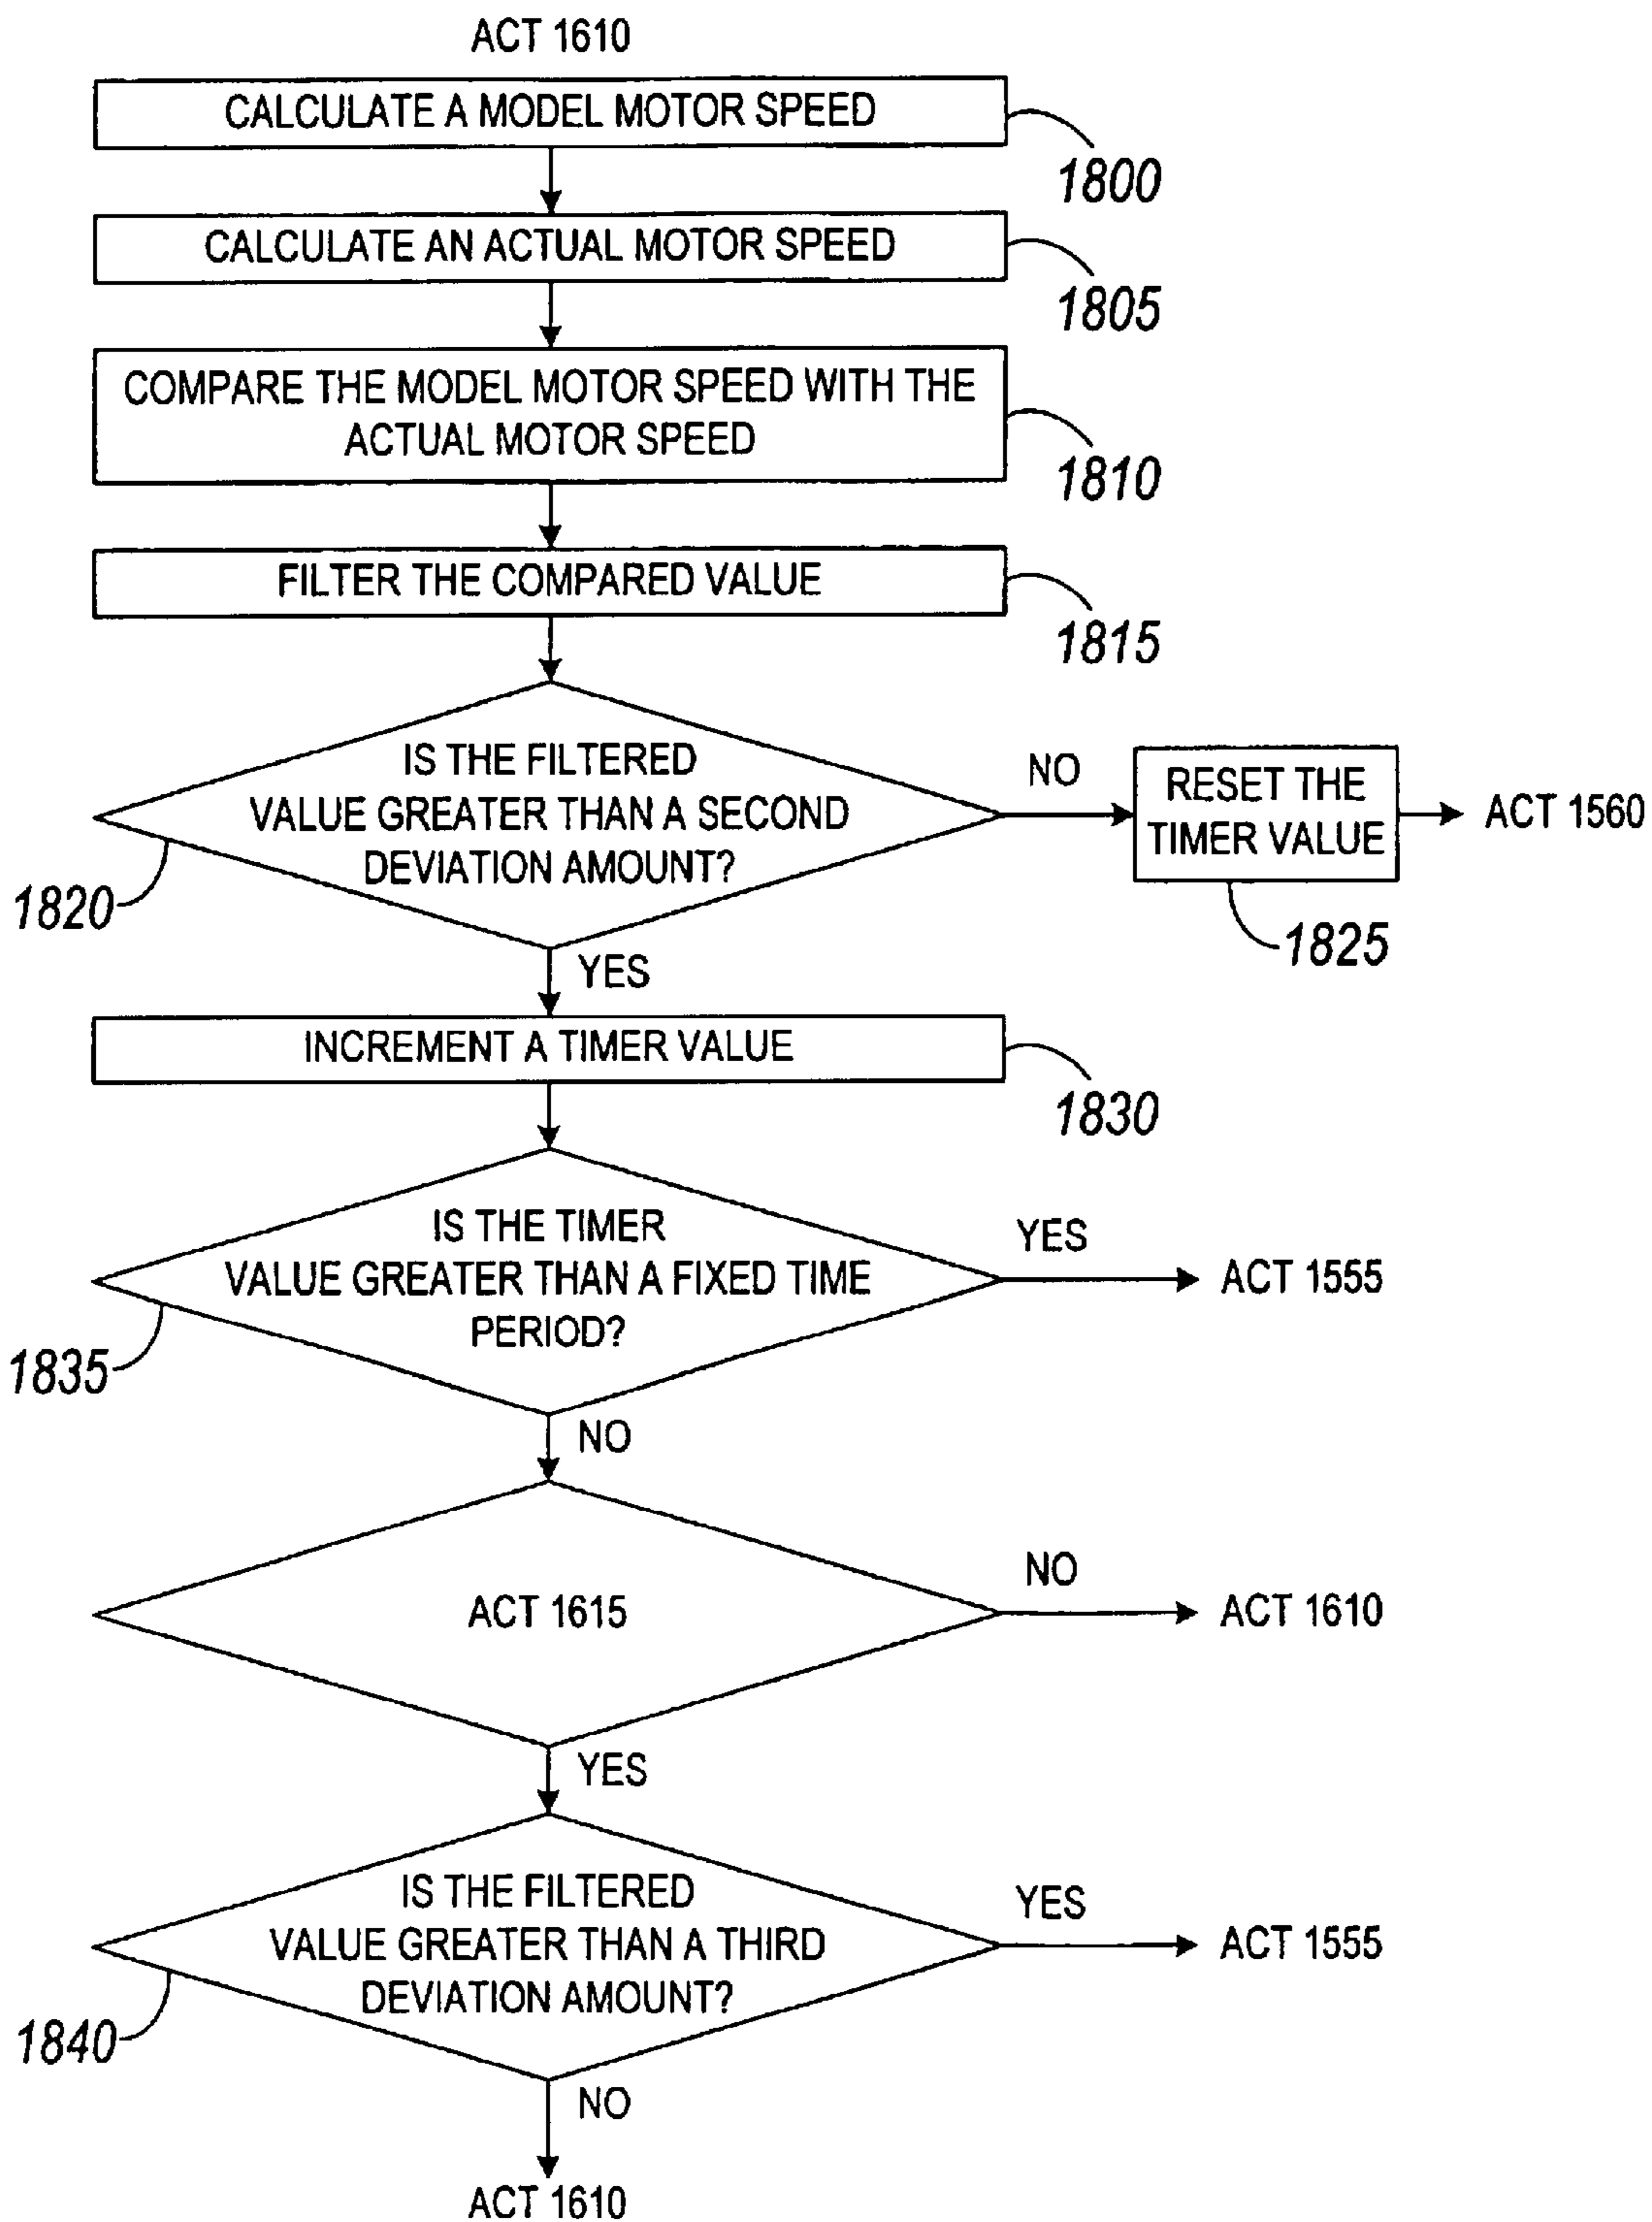 ACT 1610
CALCULATE A MODEL MOTOR SPEED
1800
CALCULATE AN ACTUAL MOTOR SPEED
1805
COMPARE THE MODEL MOTOR SPEED WITH THE
ACTUAL MOTOR SPEED
1810
FILTER THE COMPARED VALUE
1815
IS THE FILTERED
VALUE GREATER THAN A SECOND
DEVIATION AMOUNT?
1820
NO
RESET THE
TIMER VALUE
1825
ACT 1560
YES
INCREMENT A TIMER VALUE
1830
IS THE TIMER
VALUE GREATER THAN A FIXED TIME
PERIOD?
1835
YES
ACT 1555
NO
ACT 1615
NO
ACT 1610
YES
IS THE FILTERED
VALUE GREATER THAN A THIRD
DEVIATION AMOUNT?
1840
YES
ACT 1555
NO
ACT 1610